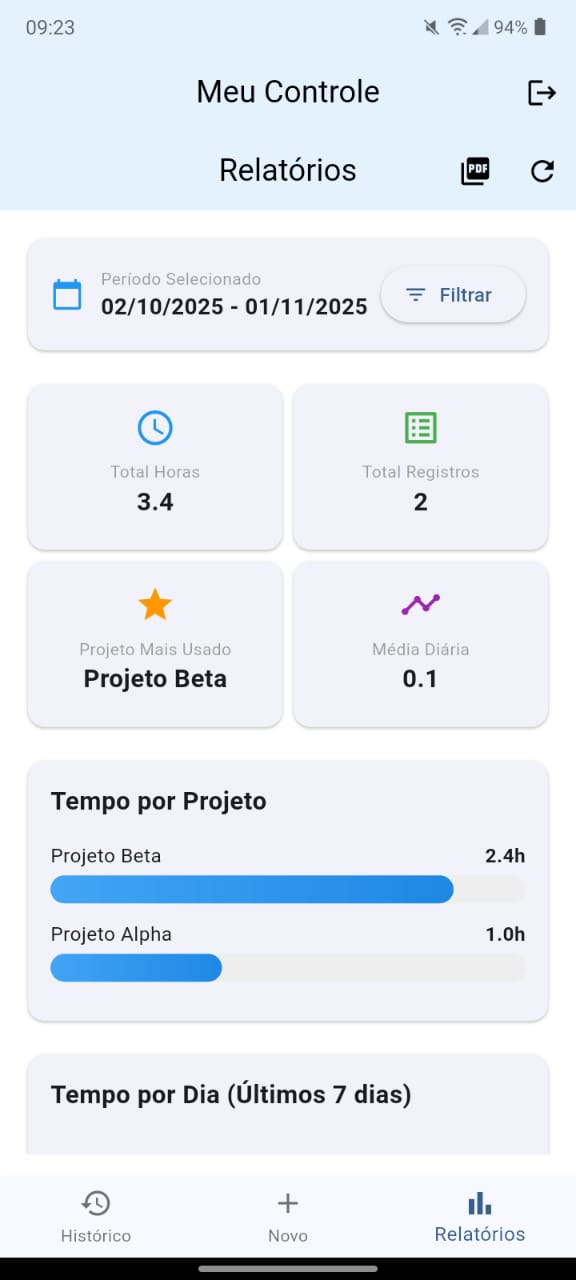 09:23
94%
Meu Controle
Relatórios
PDF
Período Selecionado
02/10/2025 - 01/11/2025
Filtrar
Total Horas
3.4
Total Registros
2
Projeto Mais Usado
Projeto Beta
Média Diária
0.1
Tempo por Projeto
Projeto Beta 2.4h
Projeto Alpha 1.0h
Tempo por Dia (Últimos 7 dias)
Histórico
Novo
Relatórios